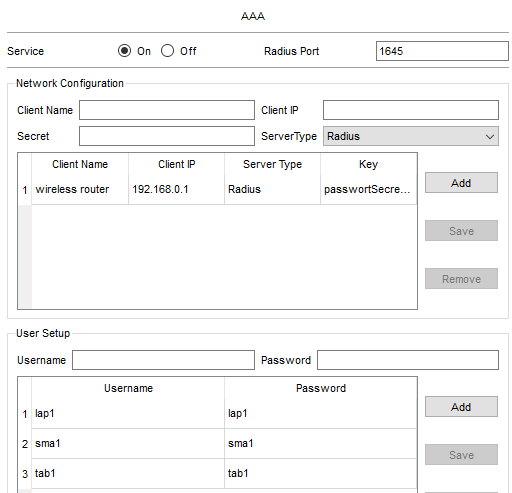 AAA
Service On Off Radius Port 1645
Network Configuration
Client Name Client IP
Secret ServerType Radius
Client Name Client IP Server Type Key
1 wireless router 192.168.0.1 Radius passwortSecre...
Add
Save
Remove
User Setup
Username Password
Username Password
1 lap1 lap1
2 sma1 sma1
3 tab1 tab1
Add
Save